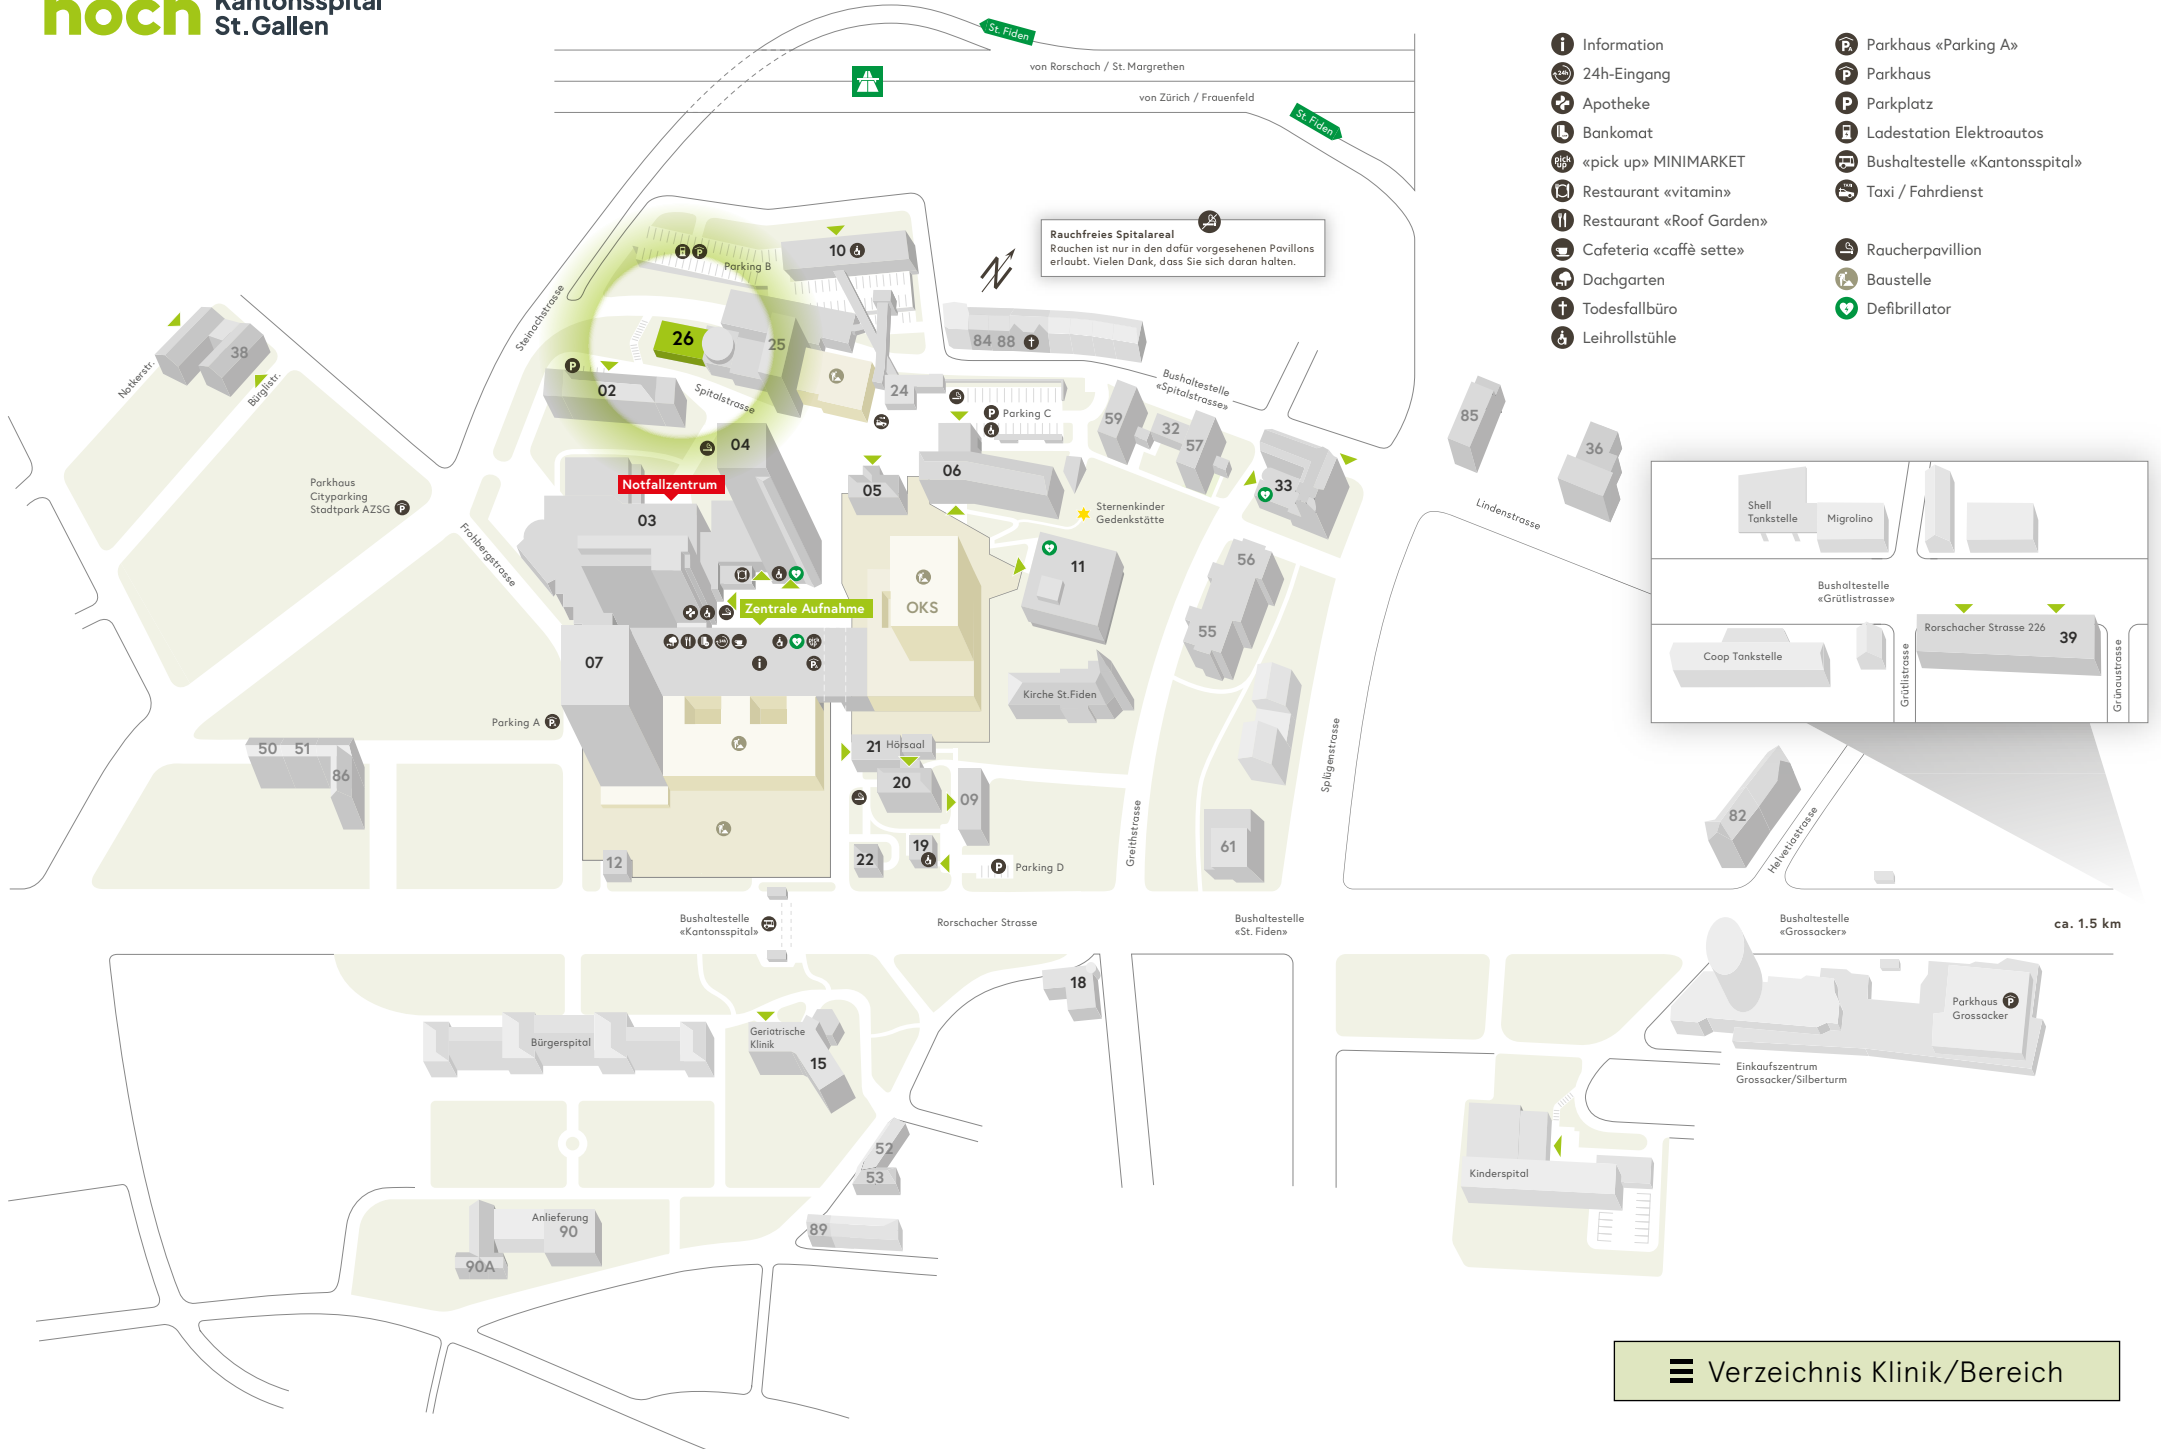 noch Kantonsspital
St.Gallen
St. Fiden
von Rorschach / St. Margrethen
von Zürich / Frauenfeld
St. Fiden
Information
24h-Eingang
Apotheke
Bankomat
«pick up» MINIMARKET
Restaurant «vitamin»
Restaurant «Roof Garden»
Cafeteria «caffè sette»
Dachgarten
Todesfallbüro
Leihrollstühle
Parkhaus «Parking A»
Parkhaus
Parkplatz
Ladestation Elektroautos
Bushaltestelle «Kantonsspital»
Taxi / Fahrdienst
Raucherpavillion
Baustelle
Defibrillator
Rauchfreies Spitalareal
Rauchen ist nur in den dafür vorgesehenen Pavillons
erlaubt. Vielen Dank, dass Sie sich daran halten.
N
Parking B
10
Steinachstrasse
26
25
02
Spitalstrasse
24
84 88
Bushaltestelle
«Spitalstrasse»
Parking C
59
32
57
33
85
36
Lindenstrasse
38
Notkerstr.
Bürglistr.
Parkhaus
Cityparking
Stadtpark AZSG
Frohbergstrasse
04
Notfallzentrum
03
05
06
Sternenkinder
Gedenkstätte
11
OKS
56
55
Zentrale Aufnahme
07
Kirche St.Fiden
Parking A
50 51
86
21 Hörsaal
20
09
19
22
12
Parking D
Greithstrasse
Splügenstrasse
61
82
Helvetiastrasse
Shell
Tankstelle
Migrolino
Bushaltestelle
«Grütlistrasse»
Rorschacher Strasse 226
39
Coop Tankstelle
Grütlistrasse
Grünaustrasse
Bushaltestelle
«Kantonsspital»
Rorschacher Strasse
Bushaltestelle
«St. Fiden»
Bushaltestelle
«Grossacker»
ca. 1.5 km
18
Bürgerspital
Geriatrische
Klinik
15
Parkhaus
Grossacker
Einkaufszentrum
Grossacker/Silberturm
52
53
89
Kinderspital
Anlieferung
90
90A
Verzeichnis Klinik/Bereich